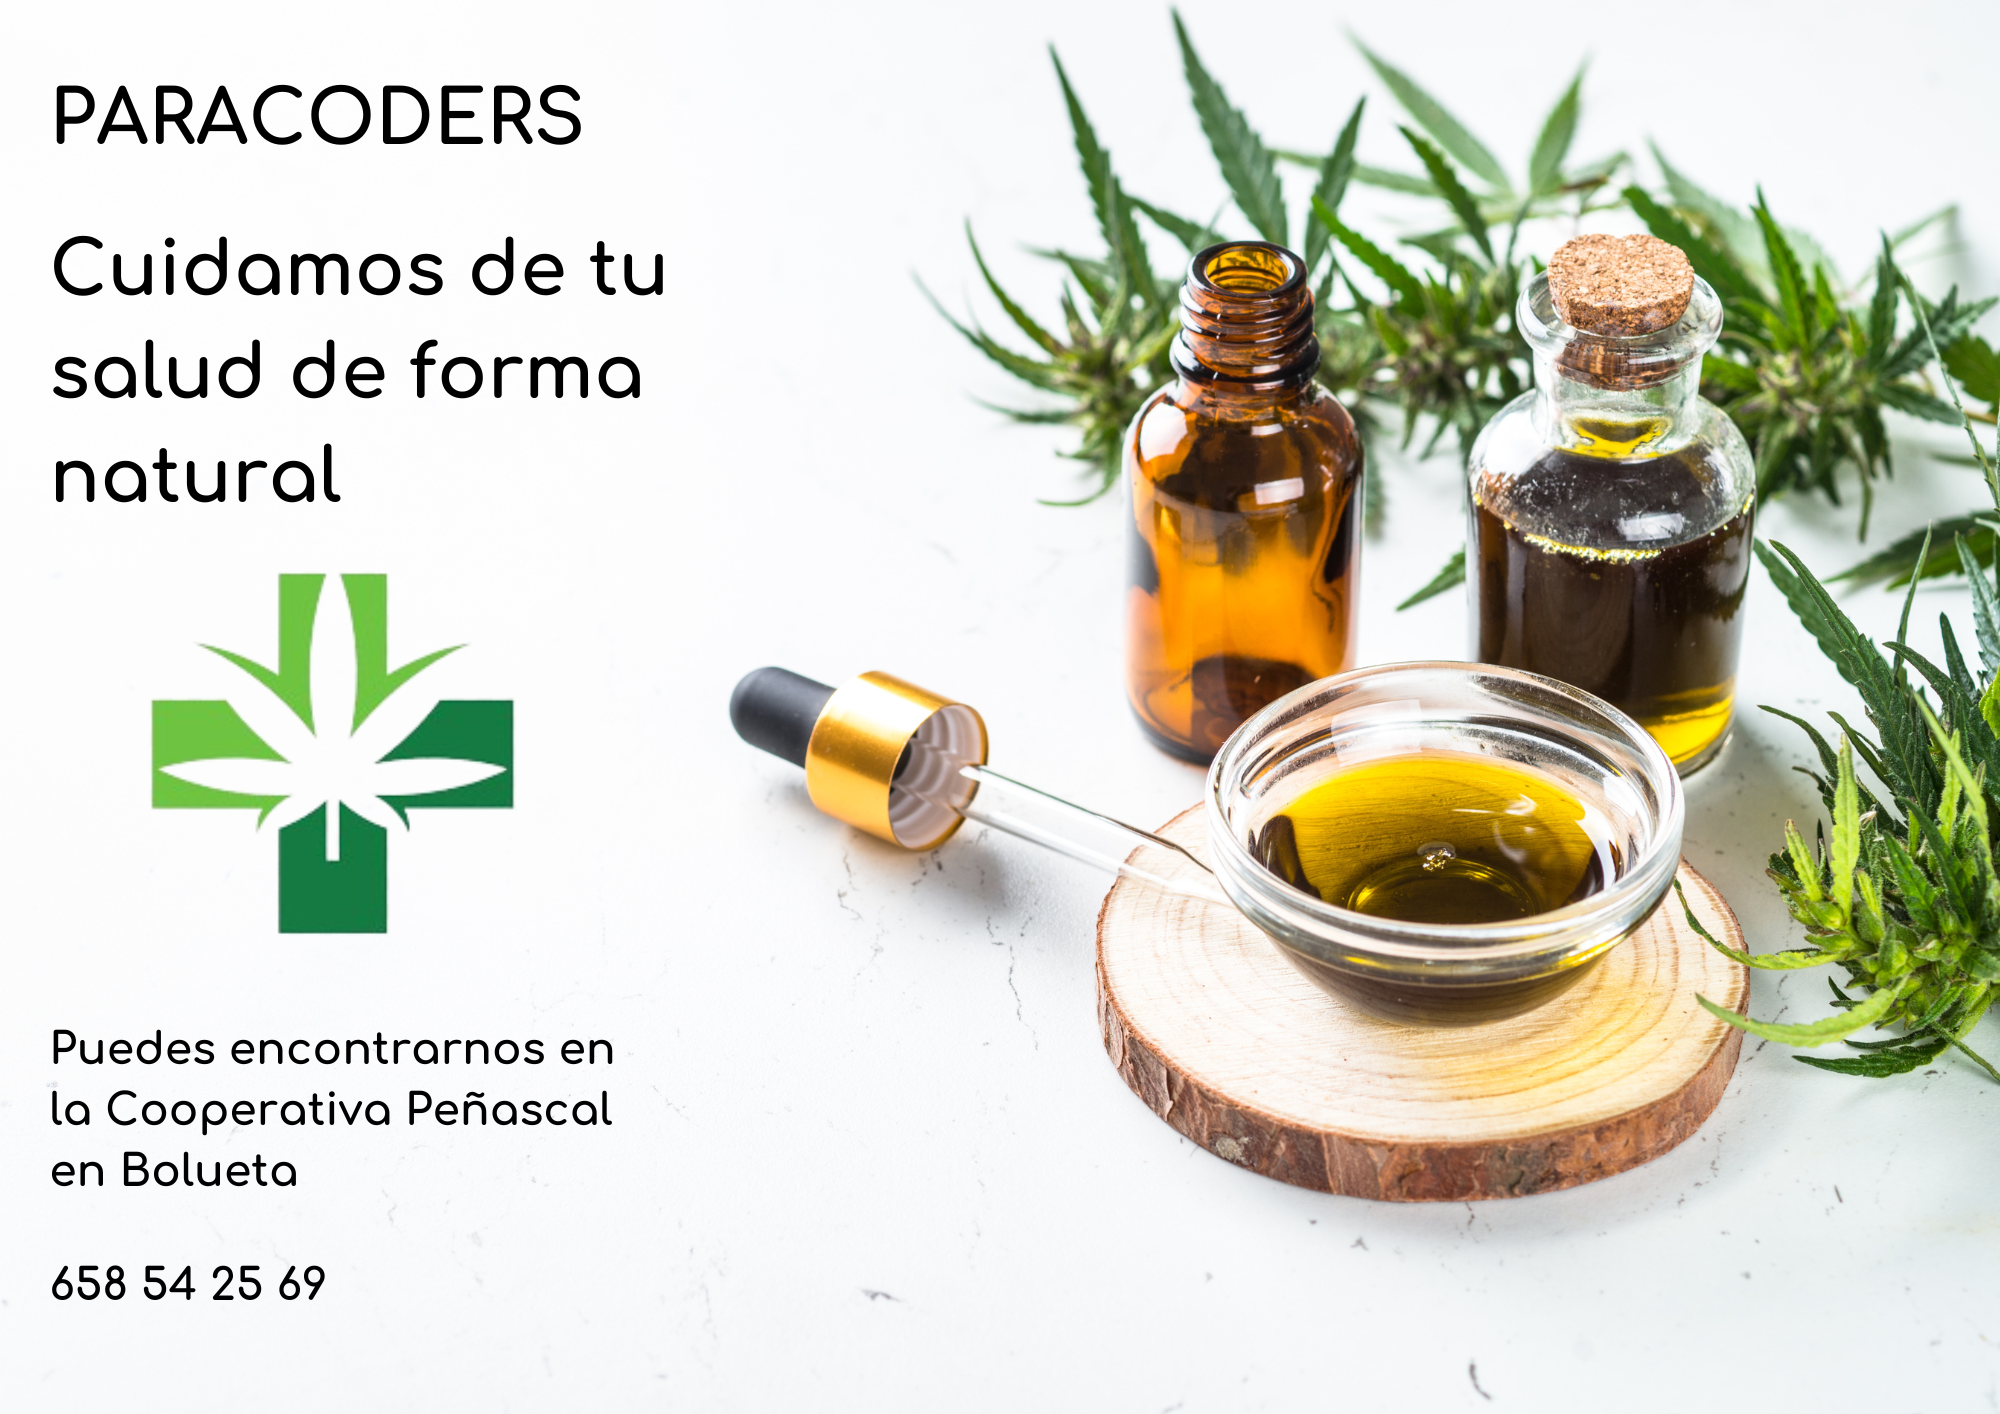 PARACODERS
Cuidamos de tu
salud de forma
natural
Puedes encontrarnos en
la Cooperativa Peñascal
en Bolueta
658 54 25 69